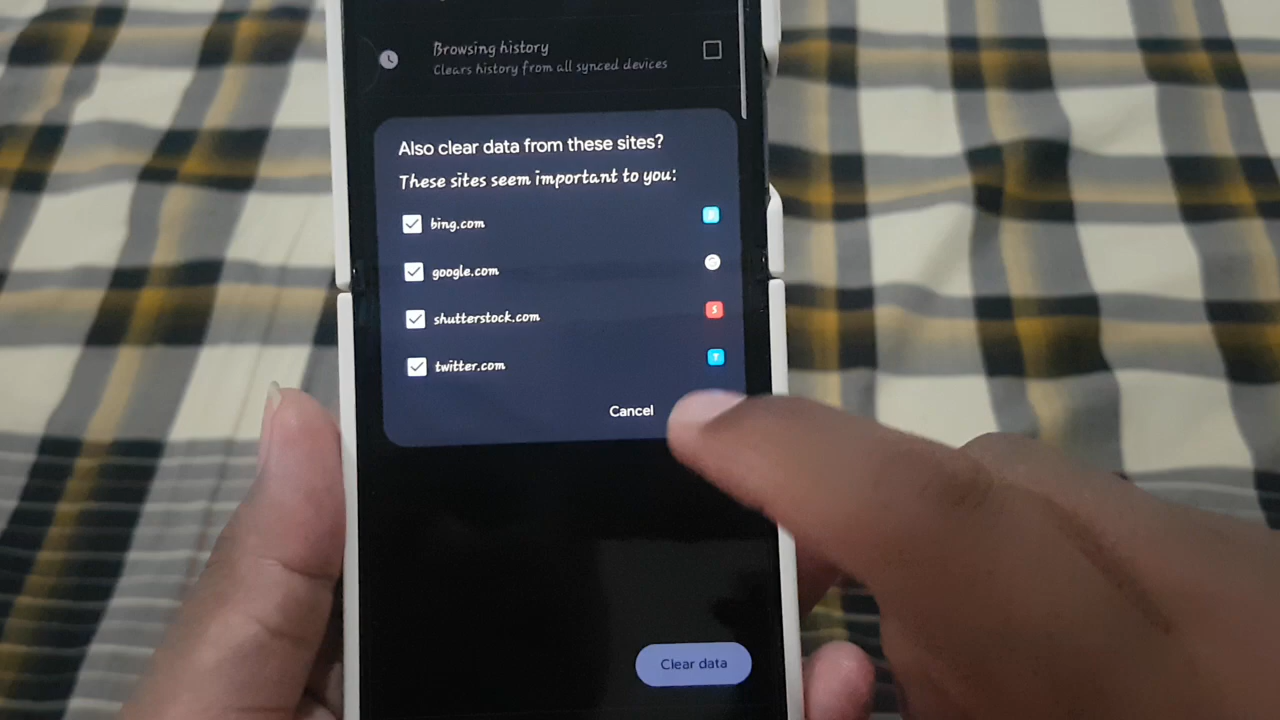 Browsing history
Clears history from all synced devices
Also clear data from these sites?
These sites seem important to you:
bing.com
google.com
shutterstock.com
S
twitter.com
T
Cancel
Clear data